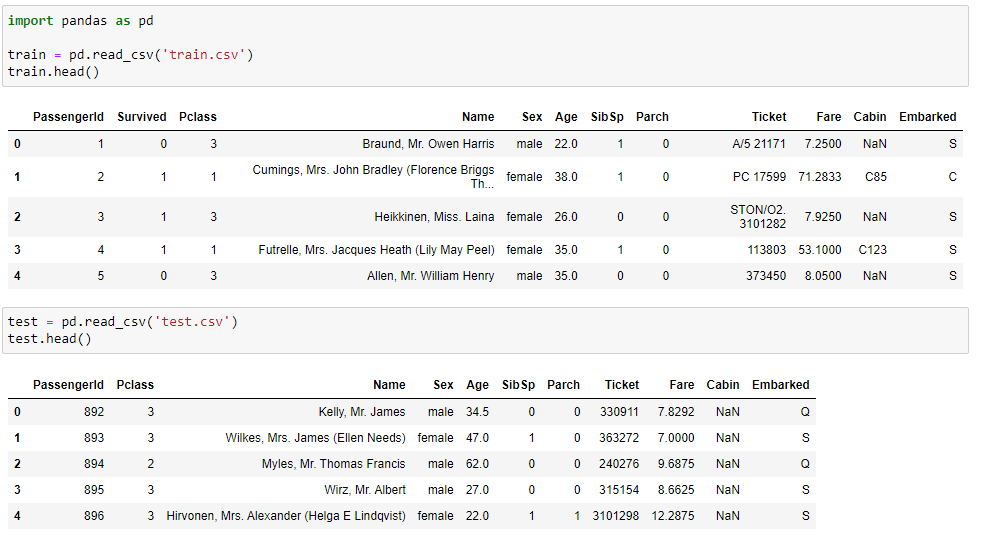 import pandas as pd
train = pd.read_csv('train.csv')
train.head()
PassengerId Survived Pclass Name Sex Age SibSp Parch Ticket Fare Cabin Embarked
0 1 0 3 Braund, Mr. Owen Harris male 22.0 1 0 A/5 21171 7.2500 NaN S
1 2 1 1 Cumings, Mrs. John Bradley (Florence Briggs Th... female 38.0 1 0 PC 17599 71.2833 C85 C
2 3 1 3 Heikkinen, Miss. Laina female 26.0 0 0 STON/O2. 3101282 7.9250 NaN S
3 4 1 1 Futrelle, Mrs. Jacques Heath (Lily May Peel) female 35.0 1 0 113803 53.1000 C123 S
4 5 0 3 Allen, Mr. William Henry male 35.0 0 0 373450 8.0500 NaN S
test = pd.read_csv('test.csv')
test.head()
PassengerId Pclass Name Sex Age SibSp Parch Ticket Fare Cabin Embarked
0 892 3 Kelly, Mr. James male 34.5 0 0 330911 7.8292 NaN Q
1 893 3 Wilkes, Mrs. James (Ellen Needs) female 47.0 1 0 363272 7.0000 NaN S
2 894 2 Myles, Mr. Thomas Francis male 62.0 0 0 240276 9.6875 NaN Q
3 895 3 Wirz, Mr. Albert male 27.0 0 0 315154 8.6625 NaN S
4 896 3 Hirvonen, Mrs. Alexander (Helga E Lindqvist) female 22.0 1 1 3101298 12.2875 NaN S